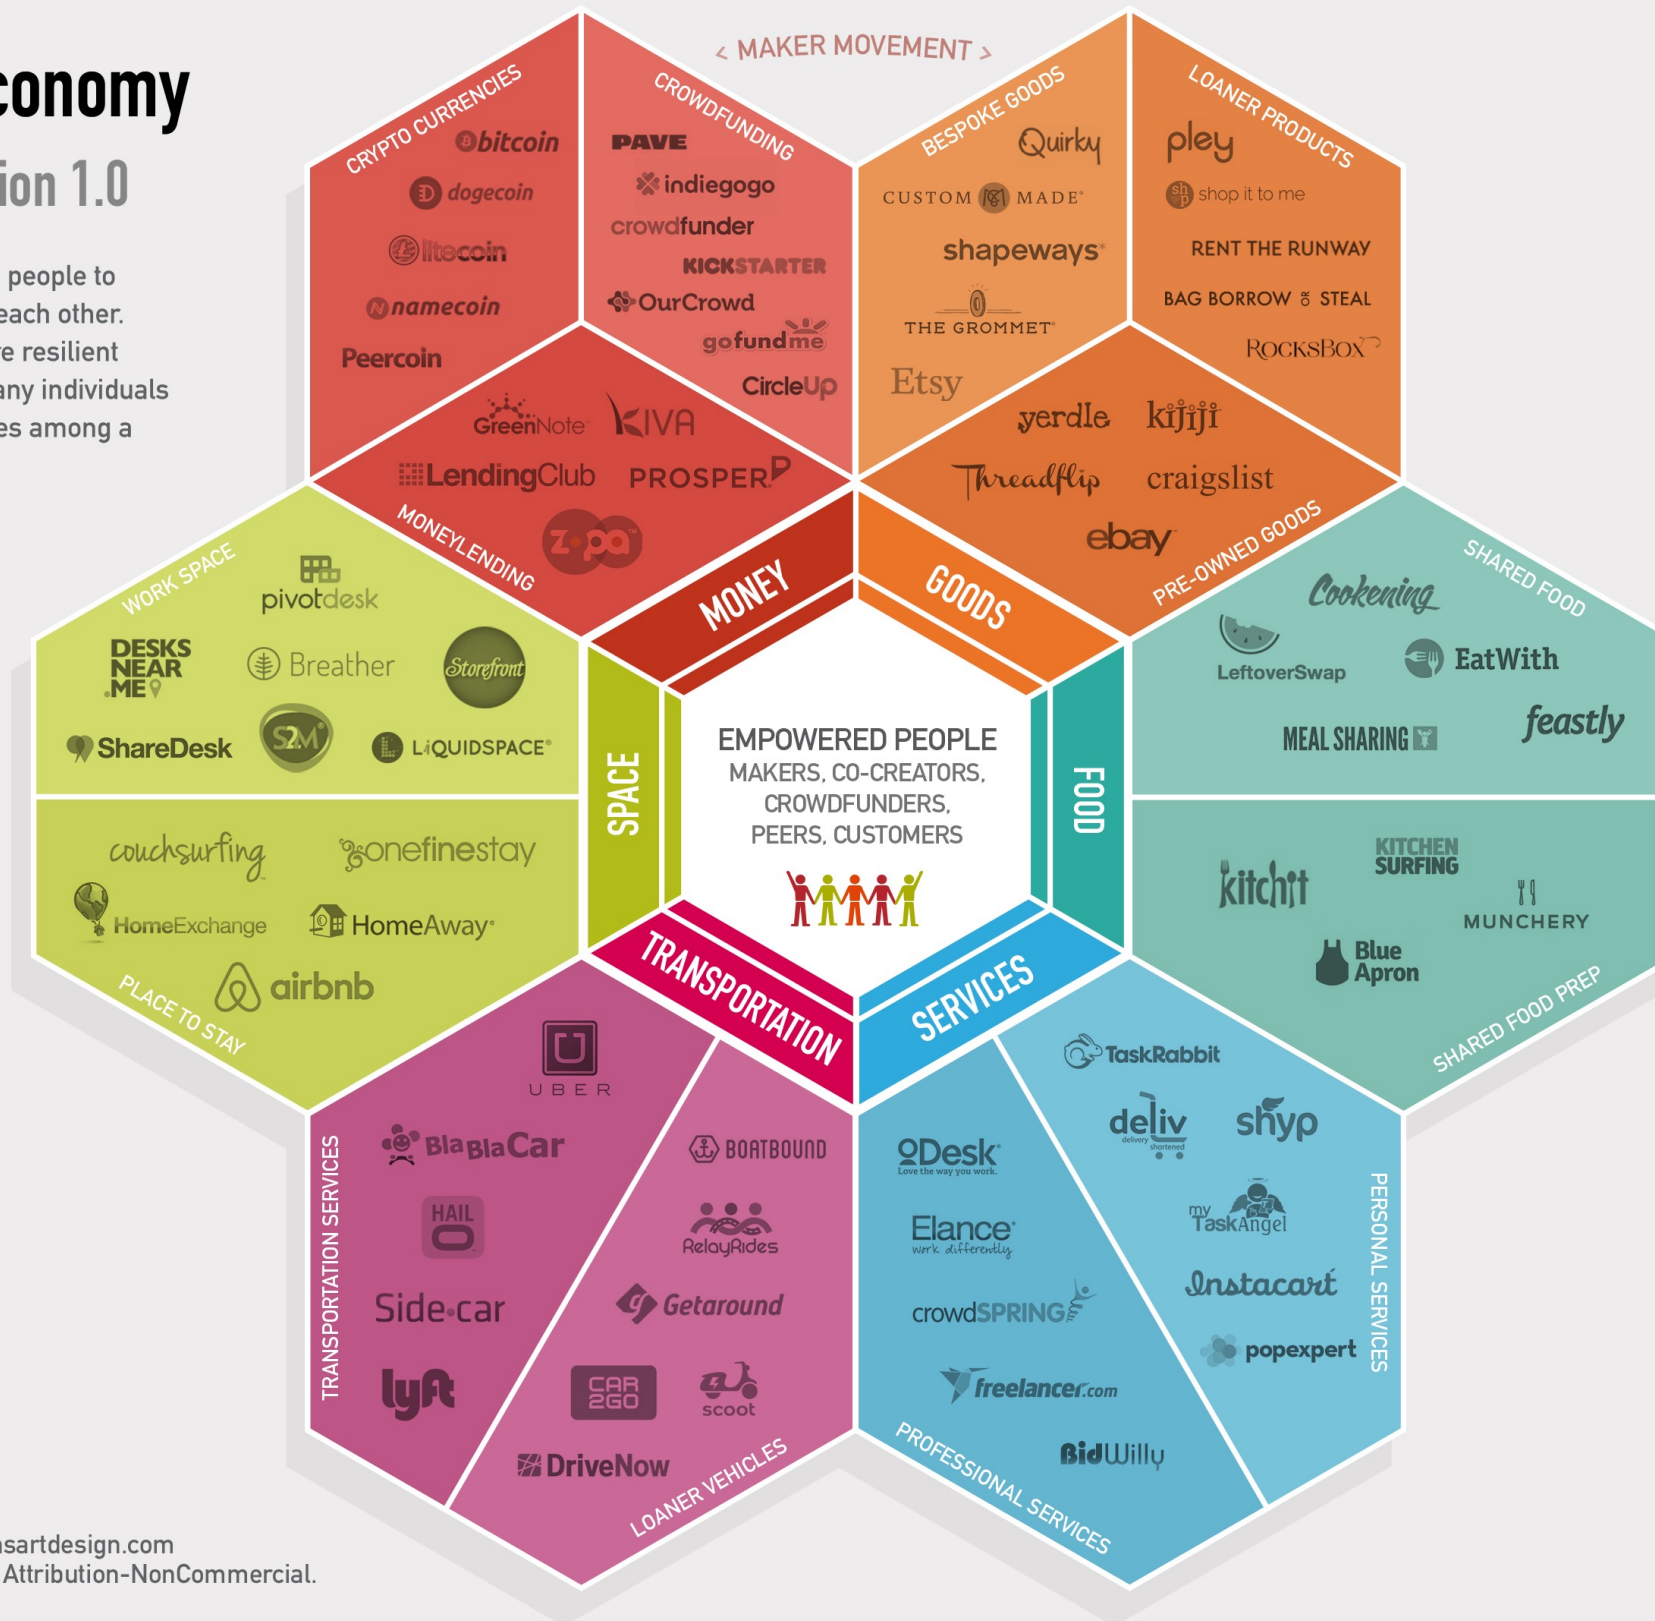 conomy
ion 1.0
people to
each other.
e resilient
any individuals
es among a
< MAKER MOVEMENT >
CRYPTO CURRENCIES
bitcoin
dogecoin
litecoin
namecoin
Peercoin
CROWDFUNDING
PAVE
indiegogo
crowdfunder
KICKSTARTER
OurCrowd
gofundme
CircleUp
GreenNote
KIVA
LendingClub
PROSPER
zopa
MONEYLENDING
MONEY
BESPOKE GOODS
Quirky
CUSTOM MADE
shapeways
THE GROMMET
Etsy
LOANER PRODUCTS
pley
shop it to me
RENT THE RUNWAY
BAG BORROW OR STEAL
ROCKSBOX
yerdle
kijiji
Threadflip
craigslist
ebay
PRE-OWNED GOODS
GOODS
WORK SPACE
pivotdesk
DESKS
NEAR
.ME
Breather
Storefront
ShareDesk
S2M
LiQUIDSPACE
couchsurfing
onefinestay
HomeExchange
HomeAway
airbnb
PLACE TO STAY
SPACE
EMPOWERED PEOPLE
MAKERS, CO-CREATORS,
CROWDFUNDERS,
PEERS, CUSTOMERS
FOOD
SHARED FOOD
Cookening
LeftoverSwap
EatWith
feastly
MEAL SHARING
kitchit
KITCHEN
SURFING
MUNCHERY
Blue
Apron
SHARED FOOD PREP
TRANSPORTATION
UBER
BlaBlaCar
HAILO
Side.car
lyft
TRANSPORTATION SERVICES
BOATBOUND
RelayRides
Getaround
CAR
2GO
scoot
DriveNow
LOANER VEHICLES
SERVICES
oDesk
Love the way you work.
Elance
work differently
crowdSPRING
freelancer.com
BidWilly
PROFESSIONAL SERVICES
TaskRabbit
deliv
delivery shortened
shyp
my
TaskAngel
Instacart
popexpert
PERSONAL SERVICES
sartdesign.com
Attribution-NonCommercial.